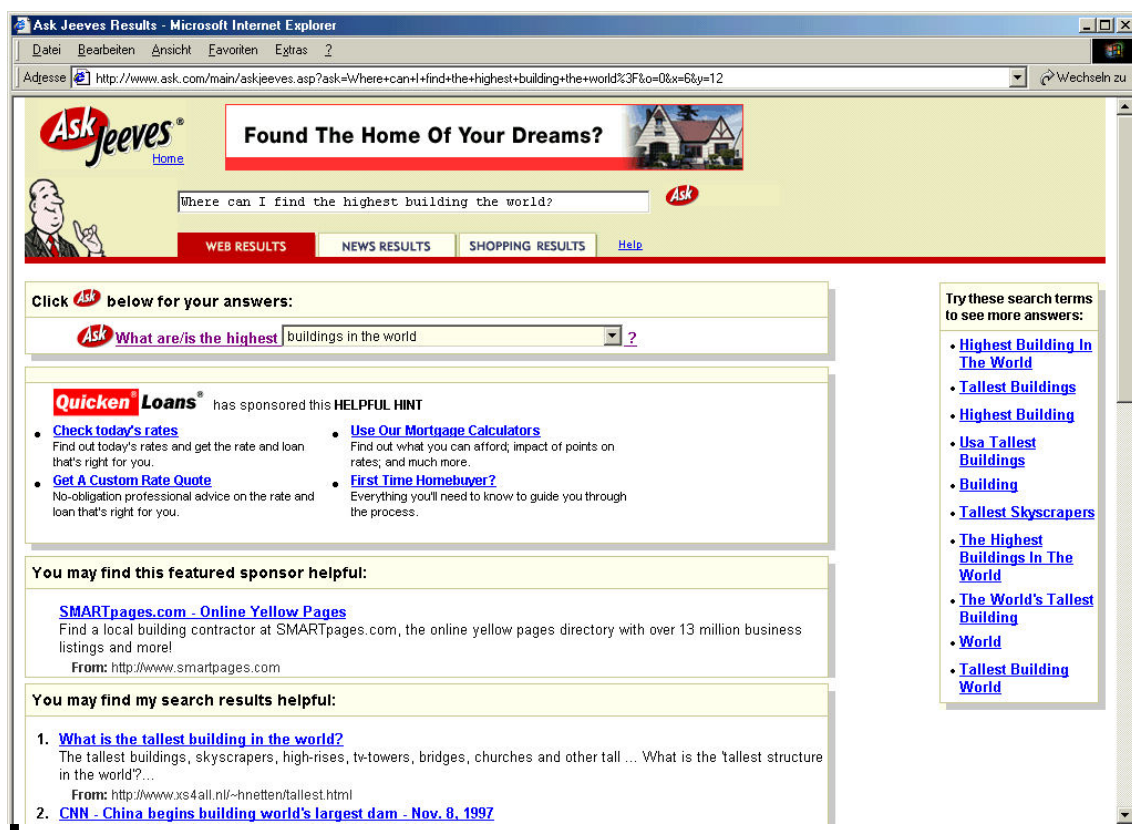 Ask Jeeves Results - Microsoft Internet Explorer
Datei Bearbeiten Ansicht Favoriten Extras ?
Adresse http://www.ask.com/main/askjeeves.asp?ask=Where+can+I+find+the+highest+building+the+world%3F&o=0&x=6&y=12 Wechseln zu
Ask Jeeves®
Home
Found The Home Of Your Dreams?
Where can I find the highest building the world? Ask
WEB RESULTS NEWS RESULTS SHOPPING RESULTS Help
Click Ask below for your answers:
Ask What are/is the highest buildings in the world ?
Quicken® Loans® has sponsored this HELPFUL HINT
• Check today's rates
Find out today's rates and get the rate and loan
that's right for you.
• Get A Custom Rate Quote
No-obligation professional advice on the rate and
loan that's right for you.
• Use Our Mortgage Calculators
Find out what you can afford; impact of points on
rates; and much more.
• First Time Homebuyer?
Everything you'll need to know to guide you through
the process.
You may find this featured sponsor helpful:
SMARTpages.com - Online Yellow Pages
Find a local building contractor at SMARTpages.com, the online yellow pages directory with over 13 million business
listings and more!
From: http://www.smartpages.com
You may find my search results helpful:
1. What is the tallest building in the world?
The tallest buildings, skyscrapers, high-rises, tv-towers, bridges, churches and other tall ... What is the 'tallest structure
in the world'?...
From: http://www.xs4all.nl/~hnetten/tallest.html
2. CNN - China begins building world's largest dam - Nov. 8, 1997
Try these search terms
to see more answers:
• Highest Building In
The World
• Tallest Buildings
• Highest Building
• Usa Tallest
Buildings
• Building
• Tallest Skyscrapers
• The Highest
Buildings In The
World
• The World's Tallest
Building
• World
• Tallest Building
World